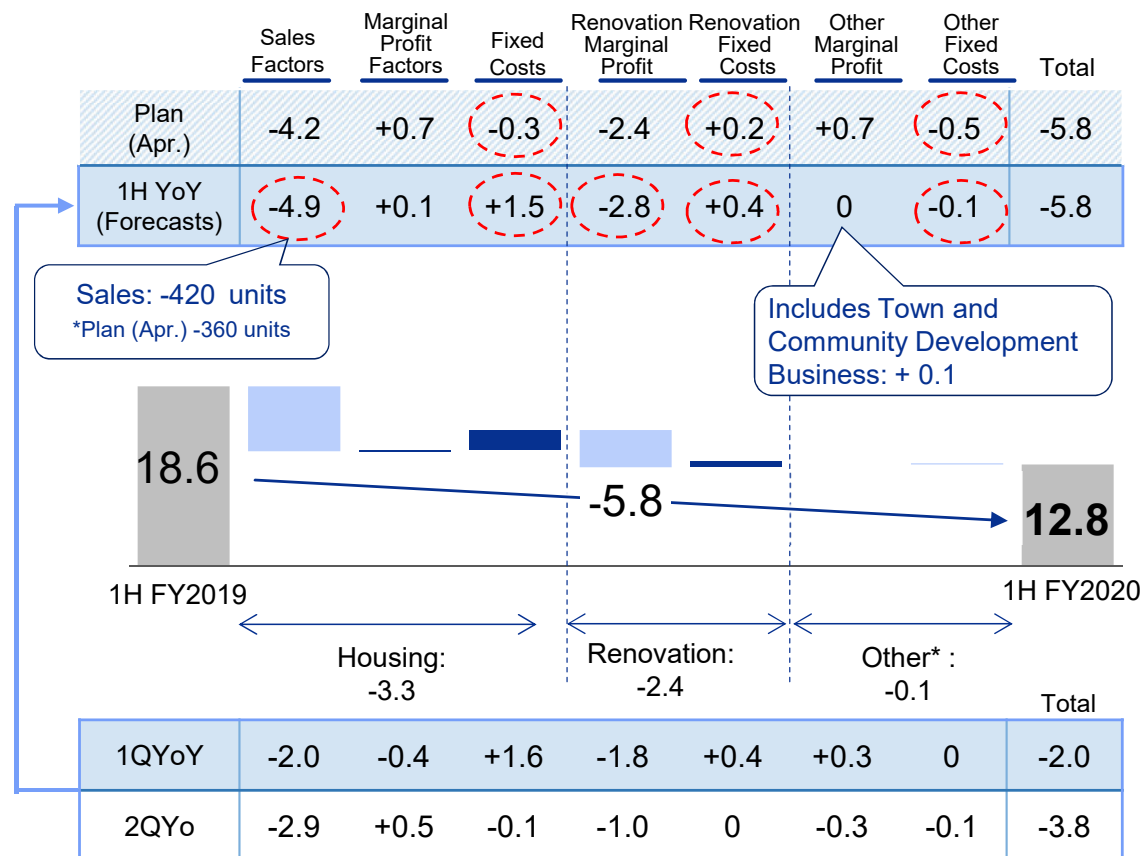 Sales
Factors
Marginal
Profit
Factors
Fixed
Costs
Renovation
Marginal
Profit
Renovation
Fixed
Costs
Other
Marginal
Profit
Other
Fixed
Costs
Total
Plan
(Apr.)
-4.2 +0.7 -0.3 -2.4 +0.2 +0.7 -0.5 -5.8
1H YoY
(Forecasts)
-4.9 +0.1 +1.5 -2.8 +0.4 0 -0.1 -5.8
Sales: -420 units
*Plan (Apr.) -360 units
Includes Town and
Community Development
Business: + 0.1
18.6
-5.8
12.8
1H FY2019
1H FY2020
Housing:
-3.3
Renovation:
-2.4
Other* :
-0.1
Total
1QYoY -2.0 -0.4 +1.6 -1.8 +0.4 +0.3 0 -2.0
2QYo -2.9 +0.5 -0.1 -1.0 0 -0.3 -0.1 -3.8